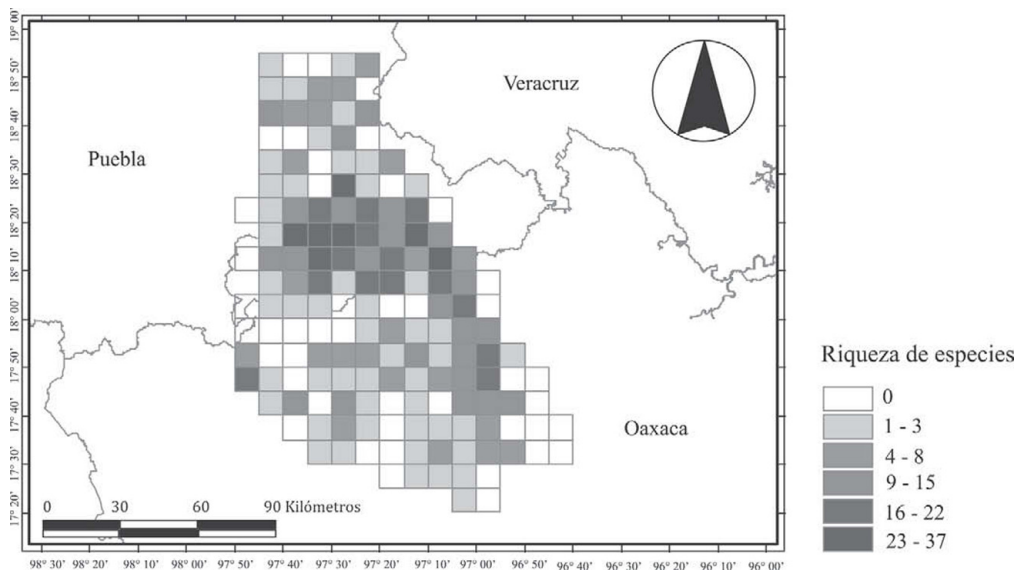 19° 00'
18° 50'
18° 40'
18° 30'
18° 20'
18° 10'
18° 00'
17° 50'
17° 40'
17° 30'
17° 20'
Veracruz
Puebla
Oaxaca
0 30 60 90 Kilómetros
98° 30' 98° 20' 98° 10' 98° 00' 97° 50' 97° 40' 97° 30' 97° 20' 97° 10' 97° 00' 96° 50' 96° 40' 96° 30' 96° 20' 96° 10' 96° 00'
Riqueza de especies
0
1 - 3
4 - 8
9 - 15
16 - 22
23 - 37